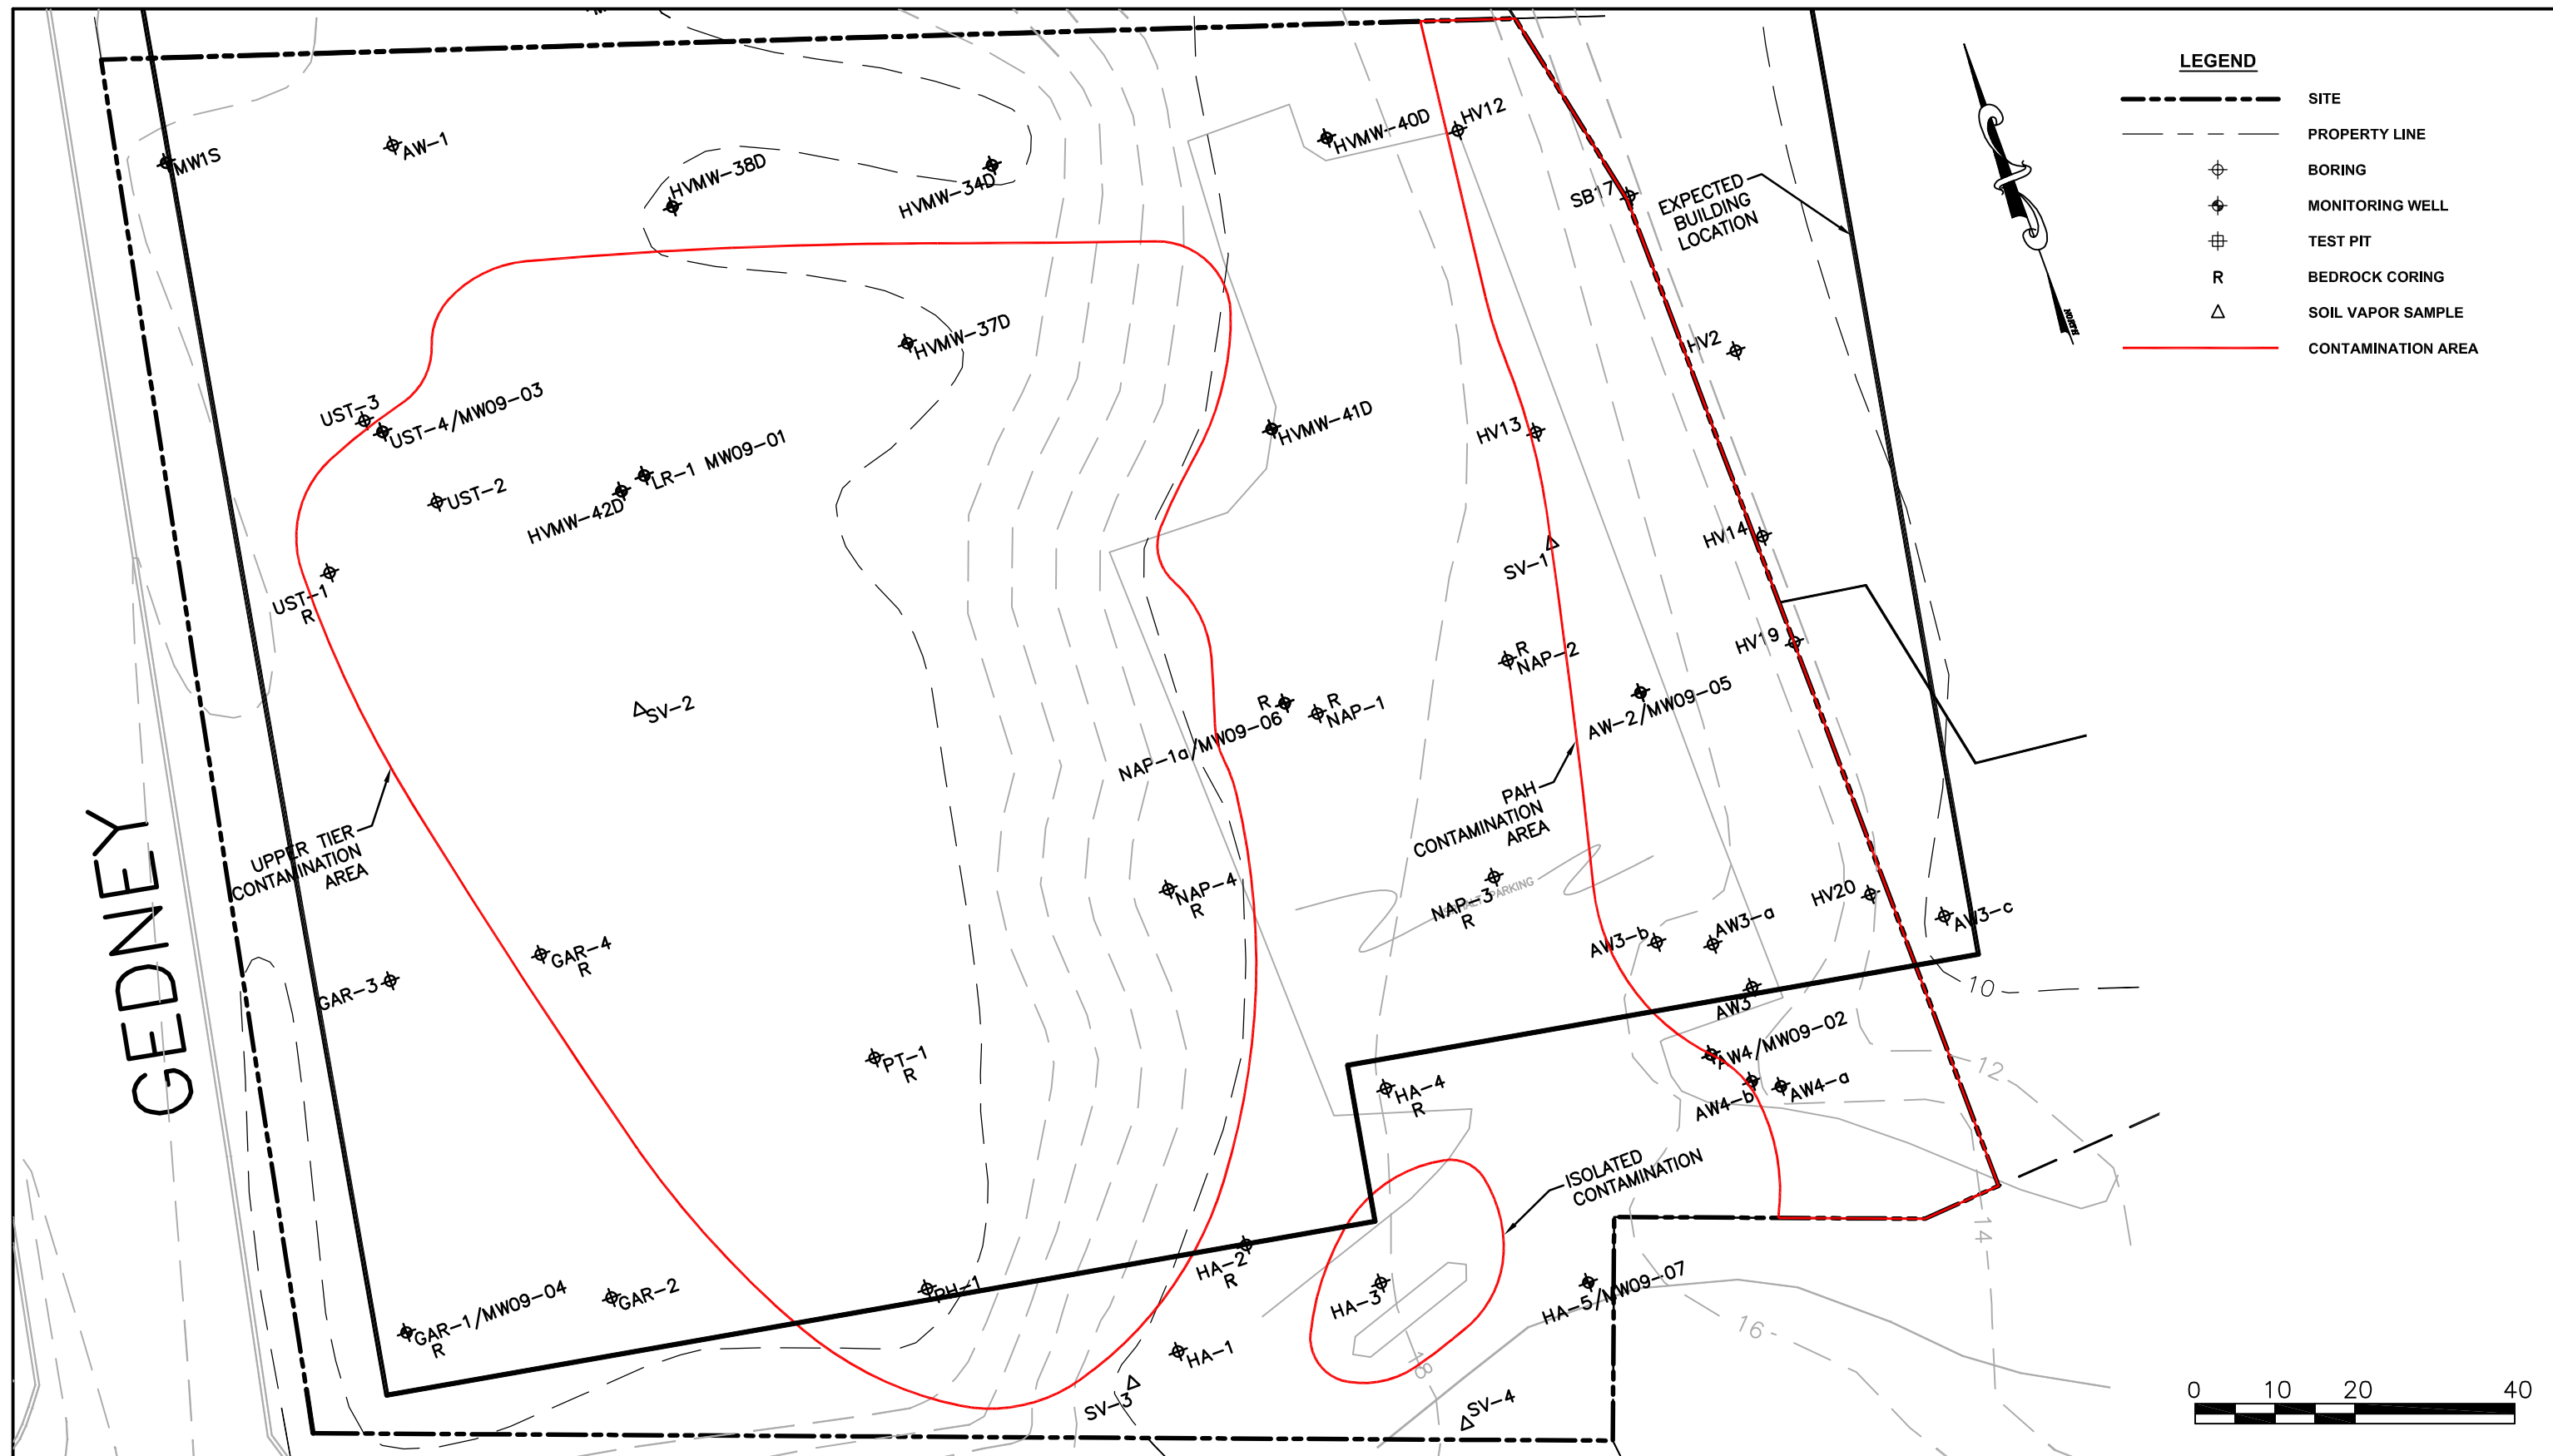 LEGEND
SITE
PROPERTY LINE
BORING
MONITORING WELL
TEST PIT
R BEDROCK CORING
SOIL VAPOR SAMPLE
CONTAMINATION AREA
NORTH
MW1S
AW-1
HVMW-38D
HVMW-34D
HVMW-40D
HV12
SB17
EXPECTED
BUILDING
LOCATION
HV2
HVMW-37D
UST-3
UST-4/MW09-03
HVMW-41D
HV13
LR-1 MW09-01
UST-2
HVMW-42D
HV14
SV-1
UST-1
R
HV19
R
NAP-2
SV-2
R
NAP-1a/MW09-06
R
NAP-1
AW-2/MW09-05
PAH
CONTAMINATION
AREA
UPPER TIER
CONTAMINATION
AREA
GEDNEY
NAP-4
R
NAP-3
R
PARKING
HV20
AW3-c
AW3-a
AW3-b
GAR-4
R
GAR-3
AW3
10
PT-1
R
AW4/MW09-02
12
HA-4
R
AW4-b
AW4-a
ISOLATED
CONTAMINATION
14
HA-2
R
PH-1
GAR-2
GAR-1/MW09-04
R
HA-3
HA-5/MW09-07
16
HA-1
18
SV-3
SV-4
0 10 20 40